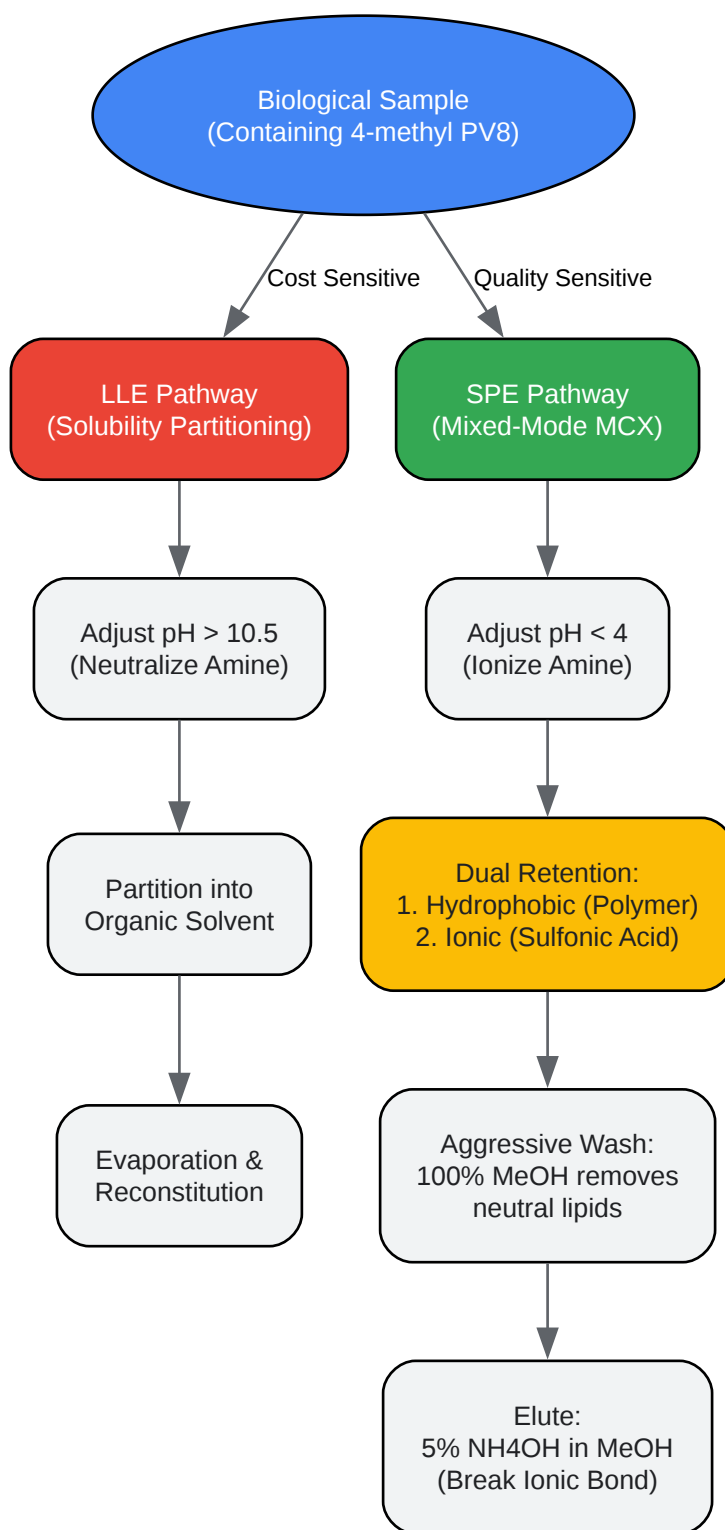 Biological Sample
(Containing 4-methyl PV8)
Cost Sensitive
Quality Sensitive
LLE Pathway
(Solubility Partitioning)
SPE Pathway
(Mixed-Mode MCX)
Adjust pH > 10.5
(Neutralize Amine)
Adjust pH < 4
(Ionize Amine)
Partition into
Organic Solvent
Dual Retention:
1. Hydrophobic (Polymer)
2. Ionic (Sulfonic Acid)
Evaporation &
Reconstitution
Aggressive Wash:
100% MeOH removes
neutral lipids
Elute:
5% NH4OH in MeOH
(Break Ionic Bond)